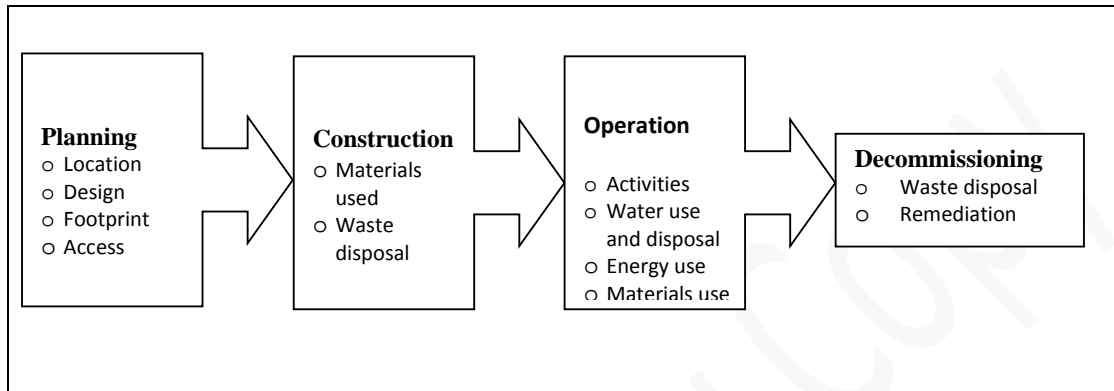 Planning
o Location
o Design
o Footprint
o Access
Construction
o Materials
used
o Waste
disposal
Operation
o Activities
o Water use
and disposal
o Energy use
o Materials use
Decommissioning
o Waste disposal
o Remediation
Copy